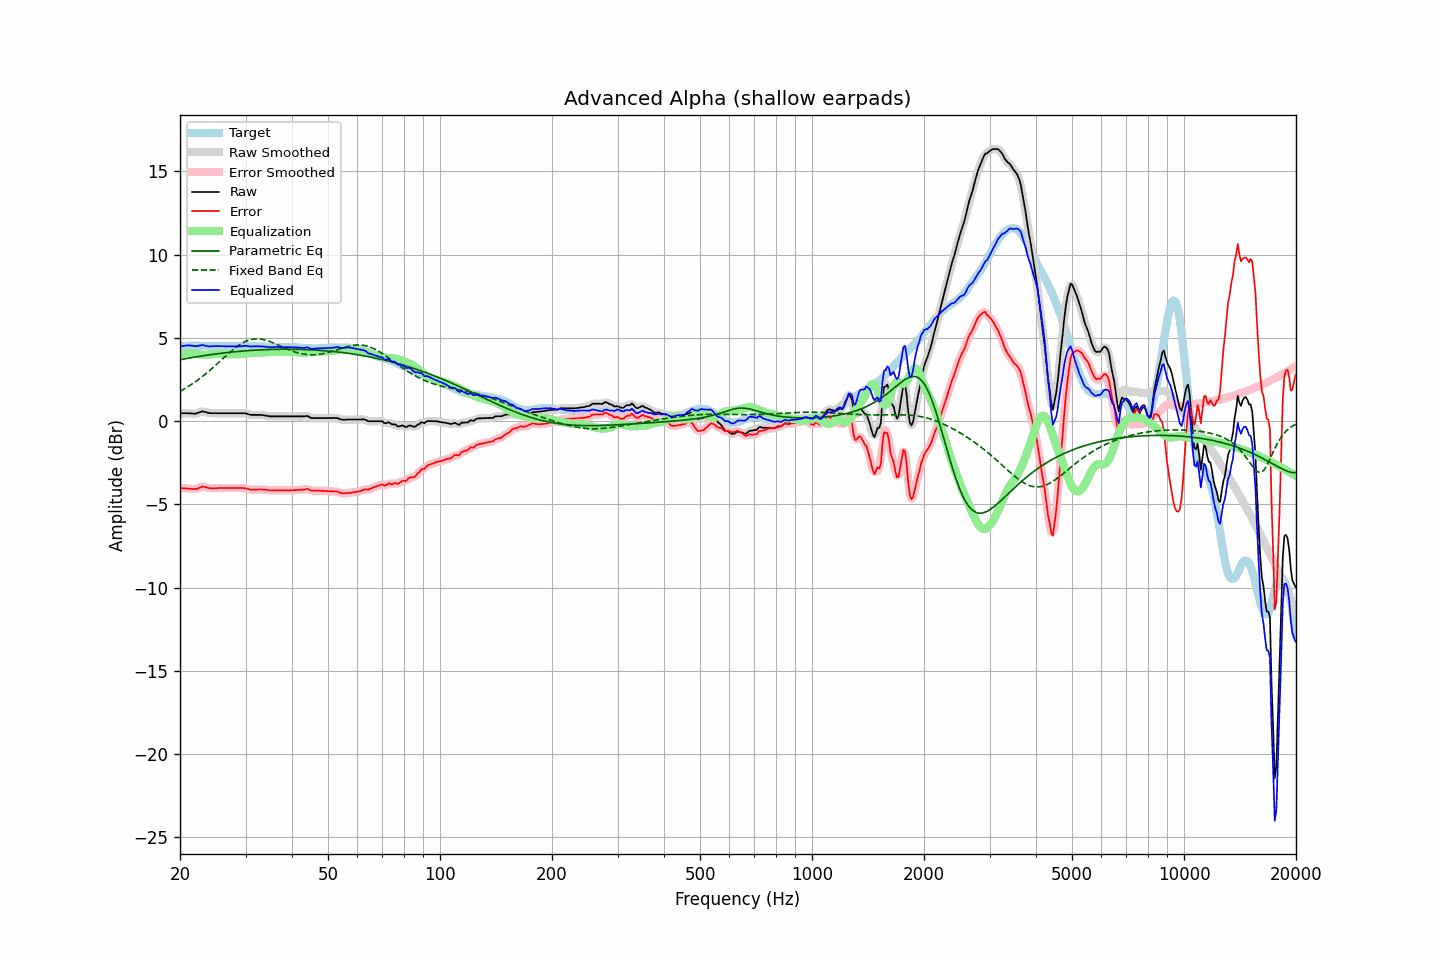 Advanced Alpha (shallow earpads)
Target
Raw Smoothed
Error Smoothed
Raw
Error
Equalization
Parametric Eq
Fixed Band Eq
Equalized
15
10
5
0
−5
−10
−15
−20
−25
Amplitude (dBr)
20
50
100
200
500
1000
2000
5000
10000
20000
Frequency (Hz)